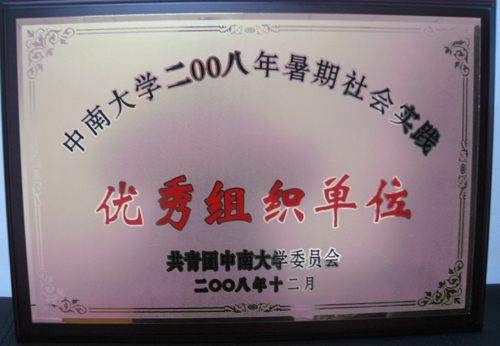 中南大学二00八年暑期社会实践
优秀组织单位
共青团中南大学委员会
二00八年十二月